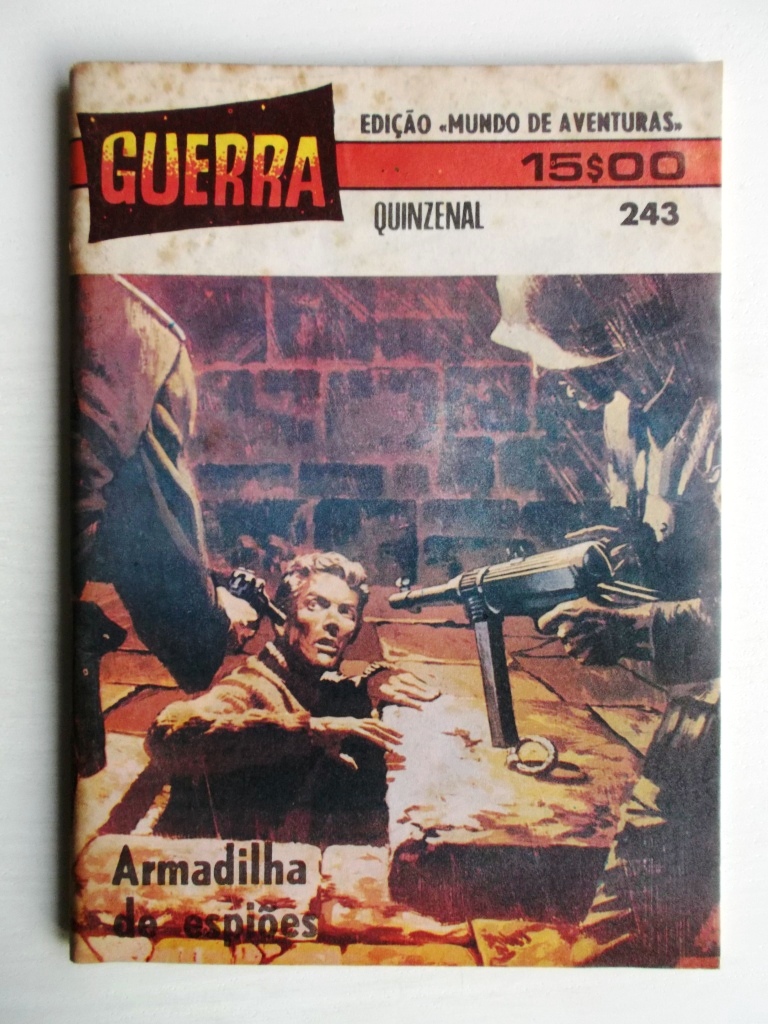 GUERRA
EDIÇÃO «MUNDO DE AVENTURAS»
15$00
QUINZENAL
243
Armadilha
de espiões